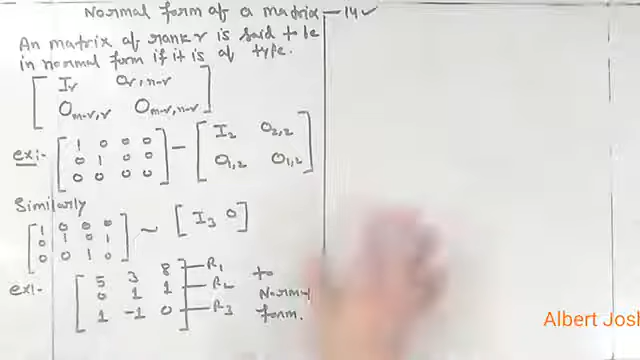 Normal form of a matrix - 14
An matrix of rank r is said to be
in normal form if it is of type.
[ Ir Or,n-r
Om-r,r Om-r,n-r ]
ex:- [ 1 0 0 0
0 1 0 0
0 0 0 0 ] - [ I2 O2,2
O1,2 O1,2 ]
Similarly
[ 1 0 0 0
0 1 0 1
0 0 1 0 ] ~ [ I3 0 ]
ex1- [ 5 3 8 ] - R1 to
0 1 1 - R2 Normal
1 -1 0 - R3 form.
Albert Josh